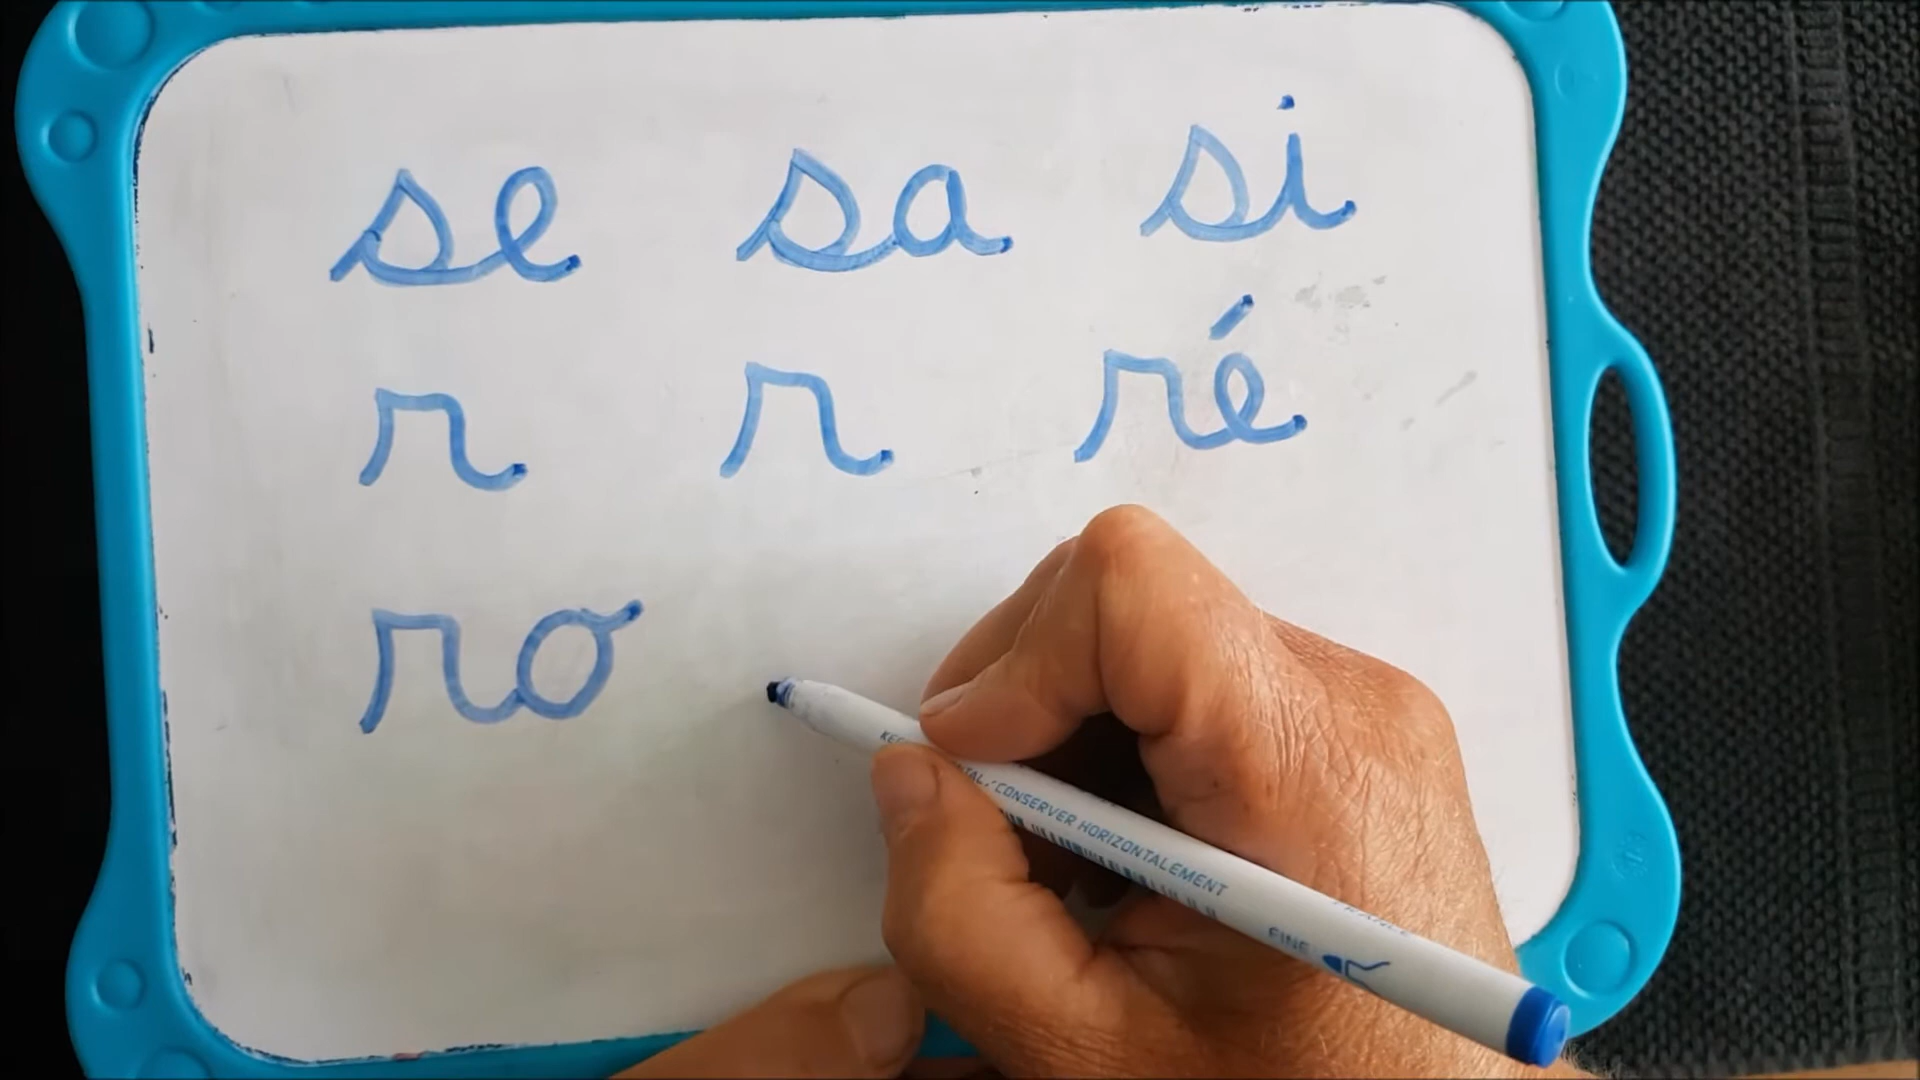 se sa si
r r ré
ro
CONSERVER HORIZONTALEMENT
FINE